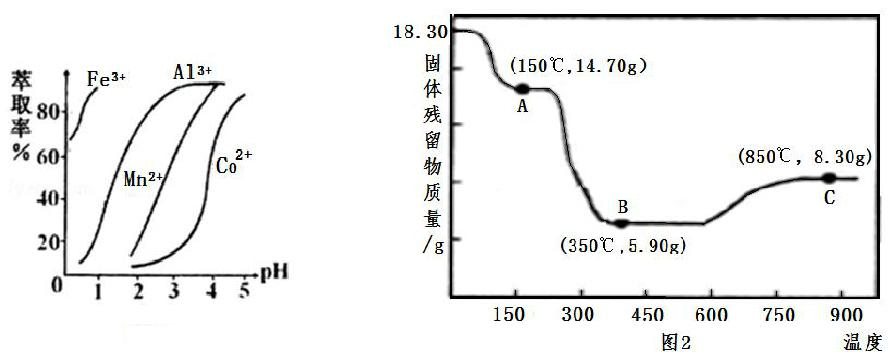 萃取率%
80
60
40
20
0
1
2
3
4
5
pH
Fe³⁺
Al³⁺
Mn²⁺
Co²⁺
18.30
固体残留物质量/g
(150℃,14.70g)
A
B
(350℃,5.90g)
(850℃, 8.30g)
C
150
300
450
600
750
900
图2
温度